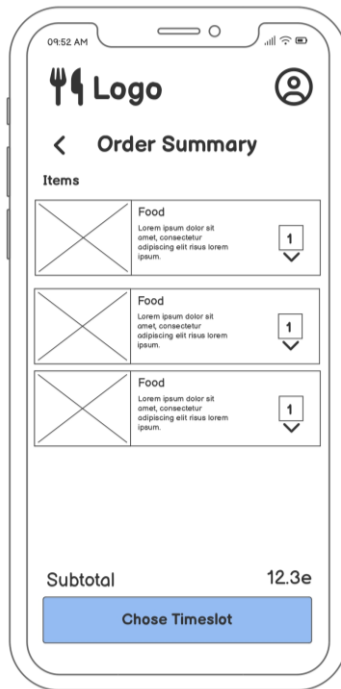 09:52 AM
Logo
Order Summary
Items
Food
Lorem ipsum dolor sit
amet, consectetur
adipiscing elit risus lorem
ipsum.
1
Food
Lorem ipsum dolor sit
amet, consectetur
adipiscing elit risus lorem
ipsum.
1
Food
Lorem ipsum dolor sit
amet, consectetur
adipiscing elit risus lorem
ipsum.
1
Subtotal 12.3e
Chose Timeslot